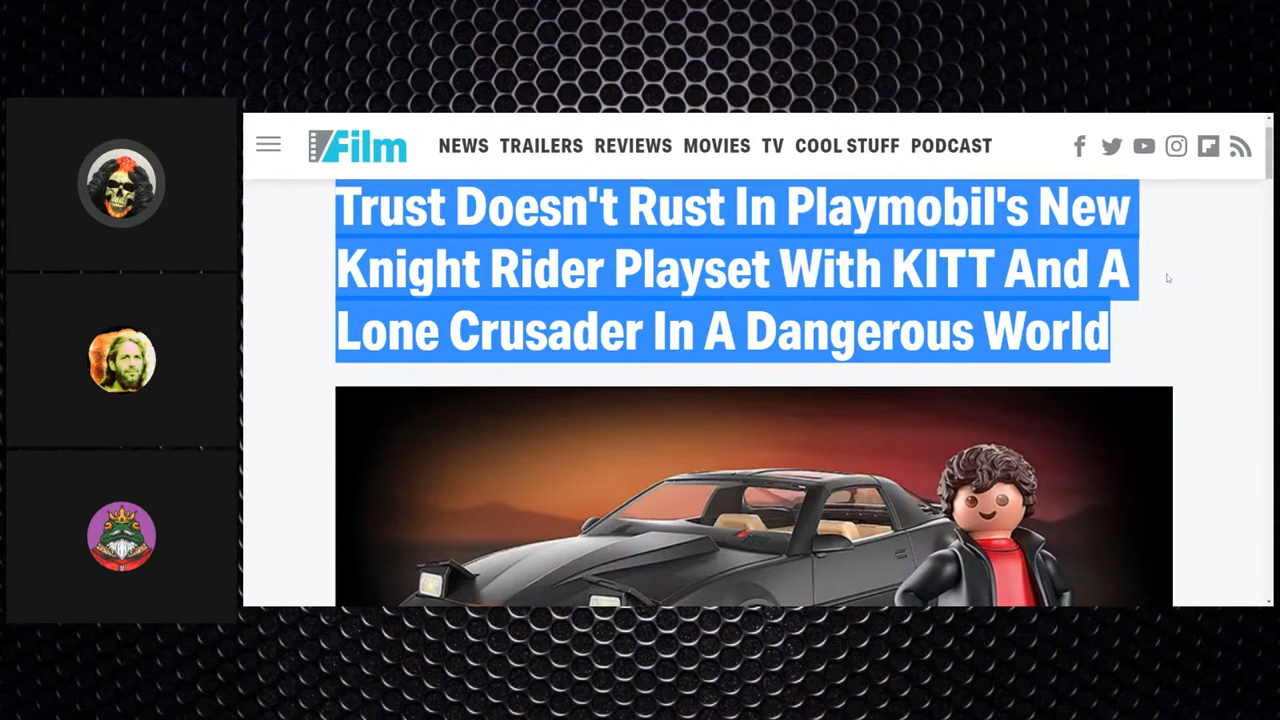 /Film NEWS TRAILERS REVIEWS MOVIES TV COOL STUFF PODCAST
Trust Doesn't Rust In Playmobil's New
Knight Rider Playset With KITT And A
Lone Crusader In A Dangerous World